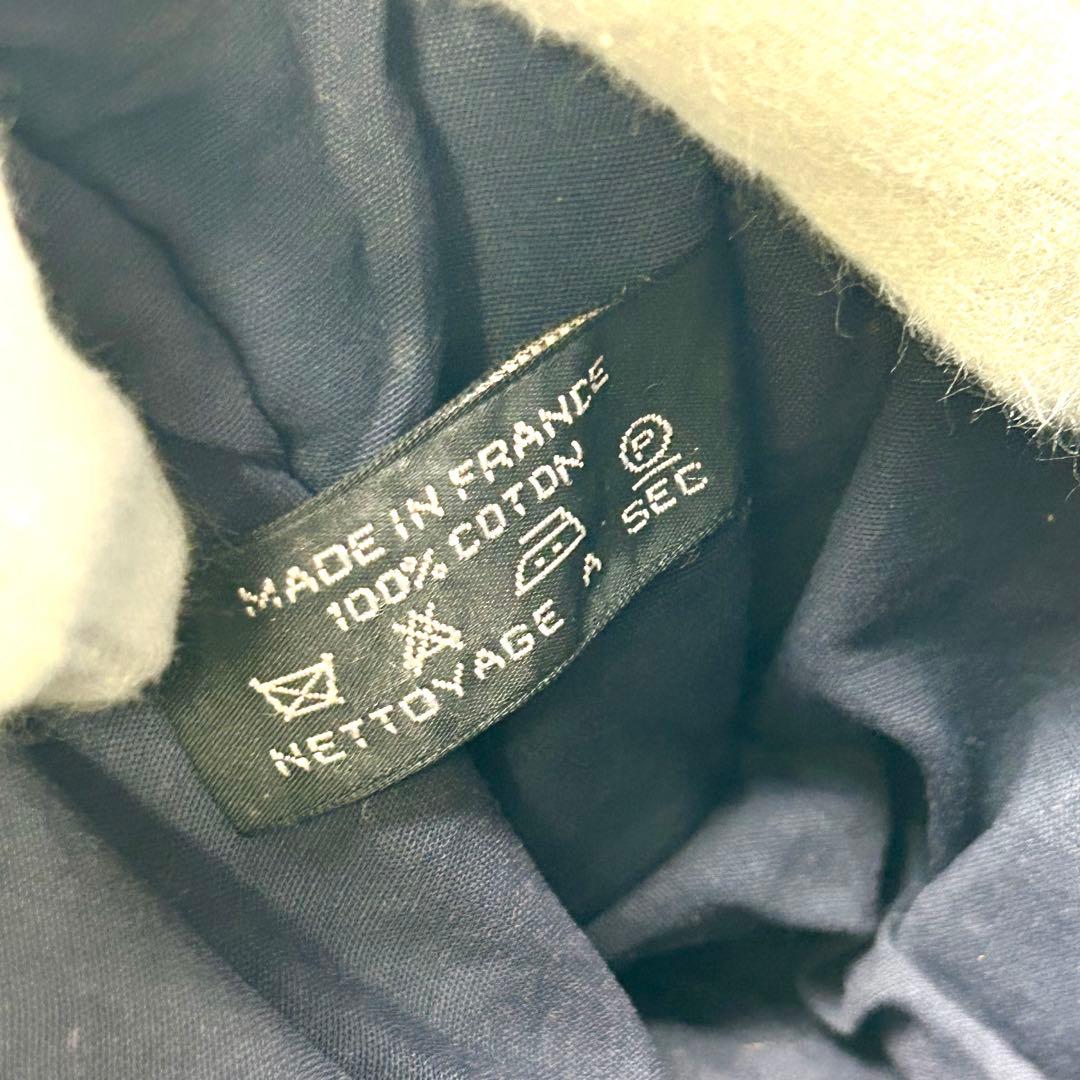 MADE IN FRANCE
100% COTON
P
NETTOYAGE A SEC